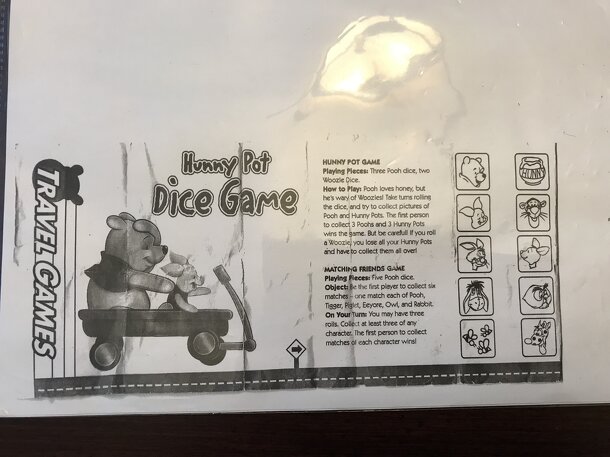 TRAVEL GAMES
Hunny Pot
Dice Game
HUNNY POT GAME
Playing Pieces: Three Pooh dice, two
Woozle Dice.
How to Play: Pooh loves honey, but
he's wary of Woozles! Take turns rolling
the dice, and try to collect pictures of
Pooh and Hunny Pots. The first person
to collect 3 Poohs and 3 Hunny Pots
wins the game. But be careful! If you roll
a Woozle, you lose all your Hunny Pots
and have to collect them all over!
MATCHING FRIENDS GAME
Playing Pieces: Five Pooh dice.
Object: Be the first player to collect six
matches – one match each of Pooh,
Tigger, Piglet, Eeyore, Owl, and Rabbit.
On Your Turn: You may have three
rolls. Collect at least three of any
character. The first person to collect
matches of each character wins!
HUNNY